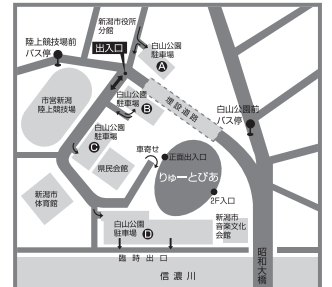 新潟市役所
分館
陸上競技場前
バス停
出入口
白山公園
駐車場
A
白山公園
駐車場
B
埋設道路
白山公園前
バス停
市営新潟
陸上競技場
白山公園
駐車場
C
車寄せ
正面出入口
県民会館
りゅーとぴあ
新潟市
体育館
2F入口
白山公園
駐車場
D
新潟市
音楽文化
会館
臨時出口
昭和大橋
信濃川